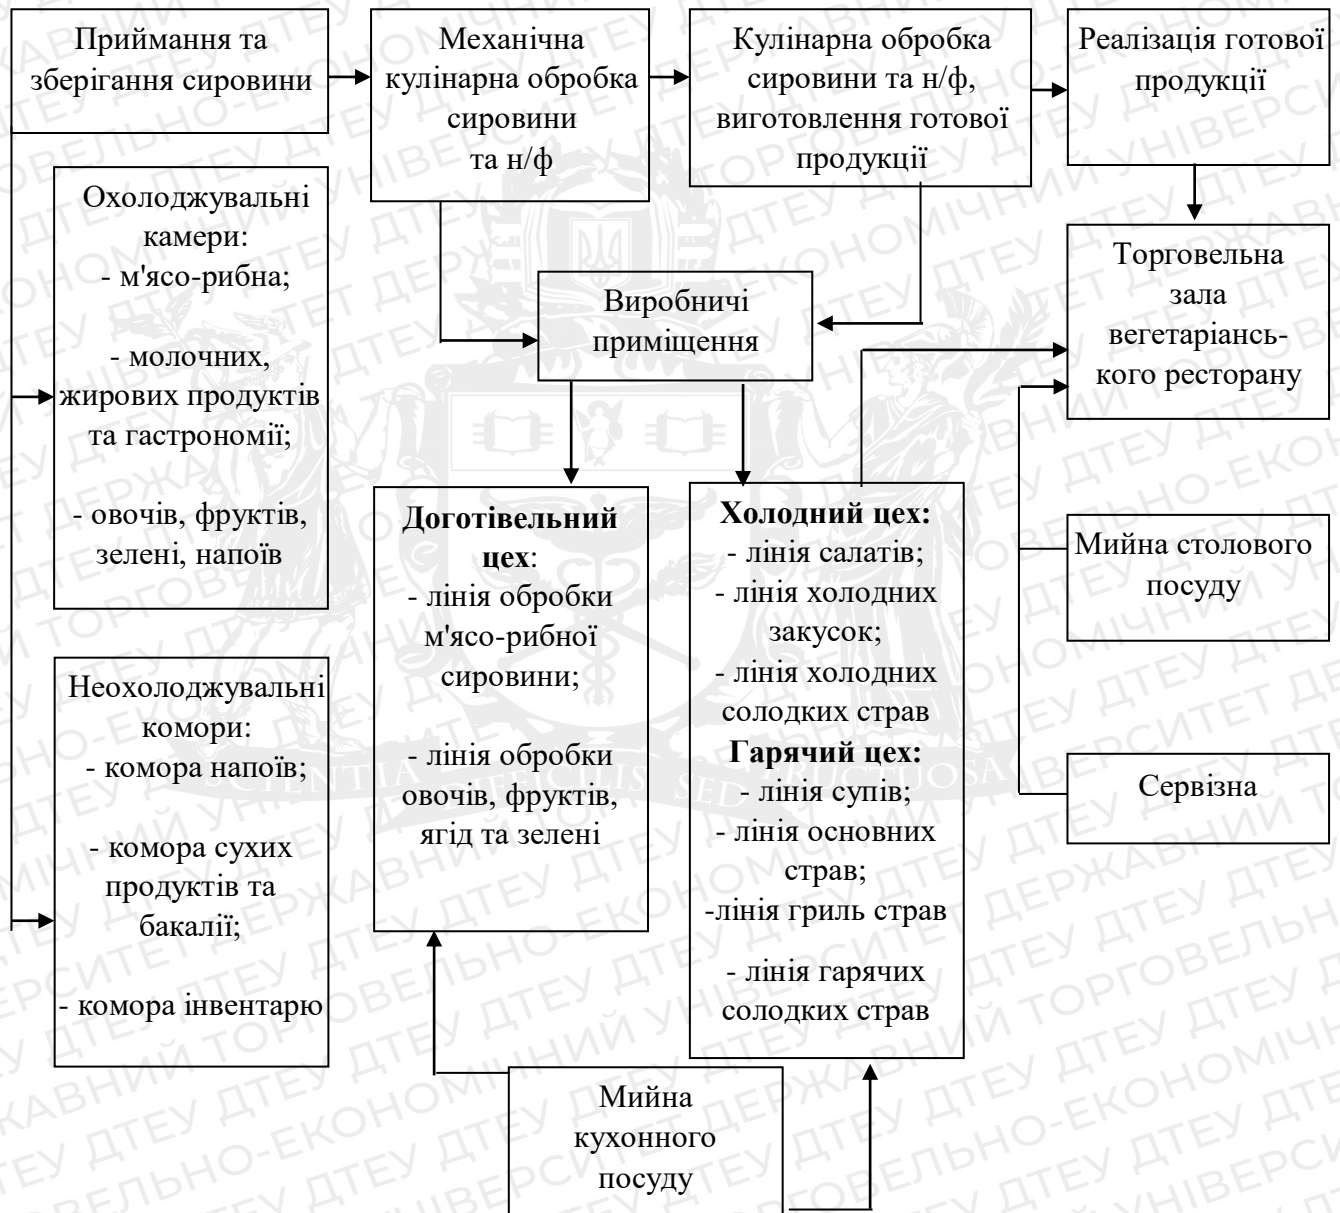 Приймання та
зберігання сировини
Механічна
кулінарна обробка
сировини
та н/ф
Кулінарна обробка
сировини та н/ф,
виготовлення готової
продукції
Реалізація готової
продукції
Охолоджувальні
камери:
- м'ясо-рибна;
- молочних,
жирових продуктів
та гастрономії;
- овочів, фруктів,
зелені, напоїв
Виробничі
приміщення
Торговельна
зала
вегетаріансь-
кого ресторану
Неохолоджувальні
комори:
- комора напоїв;
- комора сухих
продуктів та
бакалії;
- комора інвентарю
Доготівельний
цех:
- лінія обробки
м'ясо-рибної
сировини;
- лінія обробки
овочів, фруктів,
ягід та зелені
Холодний цех:
- лінія салатів;
- лінія холодних
закусок;
- лінія холодних
солодких страв
Гарячий цех:
- лінія супів;
- лінія основних
страв;
-лінія гриль страв
- лінія гарячих
солодких страв
Мийна столового
посуду
Сервізна
Мийна
кухонного
посуду